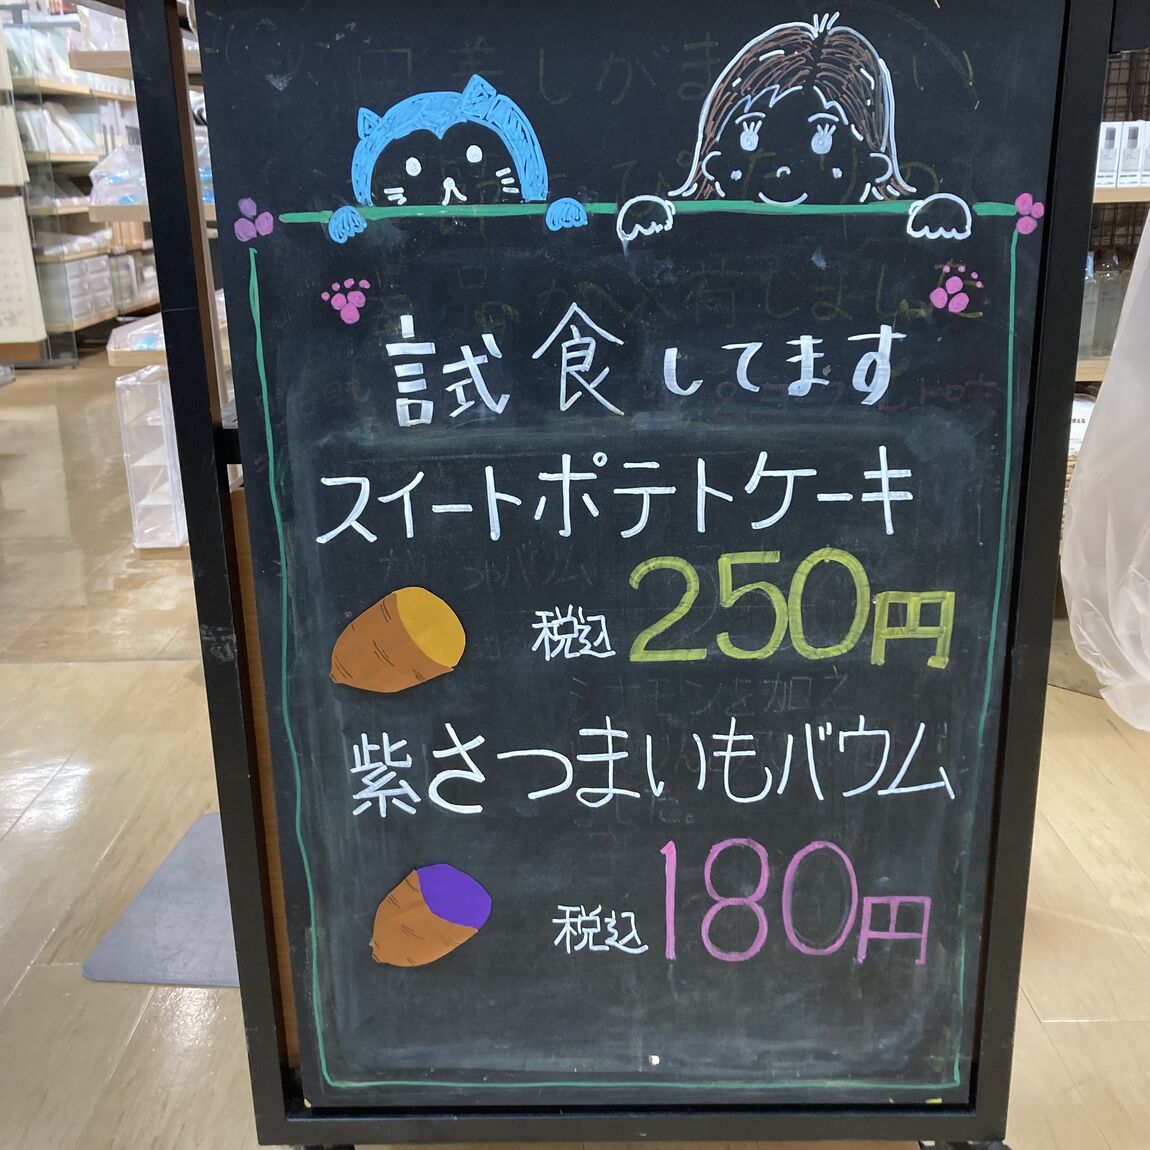 試食してます
スイートポテトケーキ
税込250円
紫さつまいもバウム
税込180円